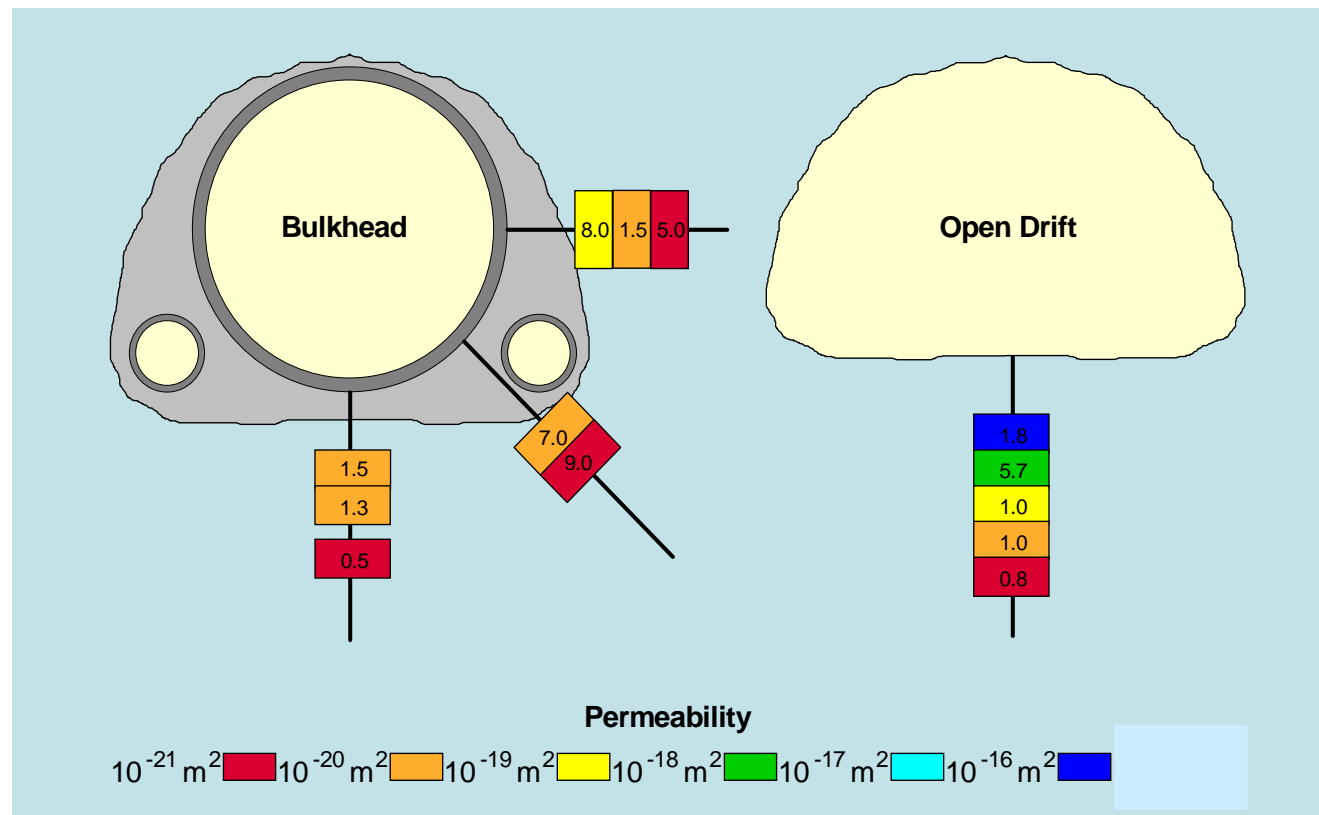 Bulkhead
8.0 1.5 5.0
Open Drift
7.0
9.0
1.5
1.3
0.5
1.8
5.7
1.0
1.0
0.8
Permeability
10⁻²¹ m² 10⁻²⁰ m² 10⁻¹⁹ m² 10⁻¹⁸ m² 10⁻¹⁷ m² 10⁻¹⁶ m²